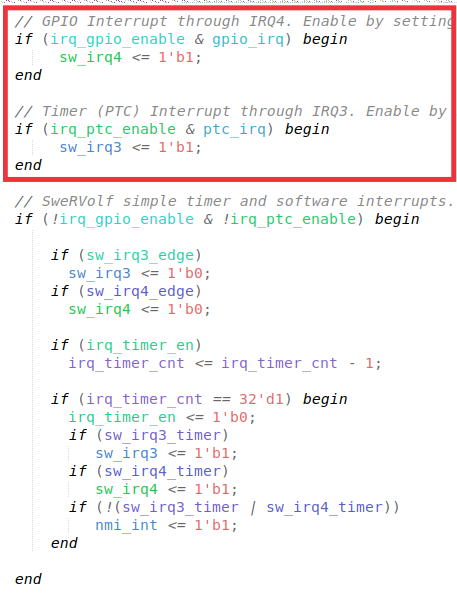 // GPIO Interrupt through IRQ4. Enable by setting
if (irq_gpio_enable & gpio_irq) begin
sw_irq4 <= 1'b1;
end
// Timer (PTC) Interrupt through IRQ3. Enable by
if (irq_ptc_enable & ptc_irq) begin
sw_irq3 <= 1'b1;
end
// SweRVolf simple timer and software interrupts.
if (!irq_gpio_enable & !irq_ptc_enable) begin
if (sw_irq3_edge)
sw_irq3 <= 1'b0;
if (sw_irq4_edge)
sw_irq4 <= 1'b0;
if (irq_timer_en)
irq_timer_cnt <= irq_timer_cnt - 1;
if (irq_timer_cnt == 32'd1) begin
irq_timer_en <= 1'b0;
if (sw_irq3_timer)
sw_irq3 <= 1'b1;
if (sw_irq4_timer)
sw_irq4 <= 1'b1;
if (!(sw_irq3_timer | sw_irq4_timer))
nmi_int <= 1'b1;
end
end